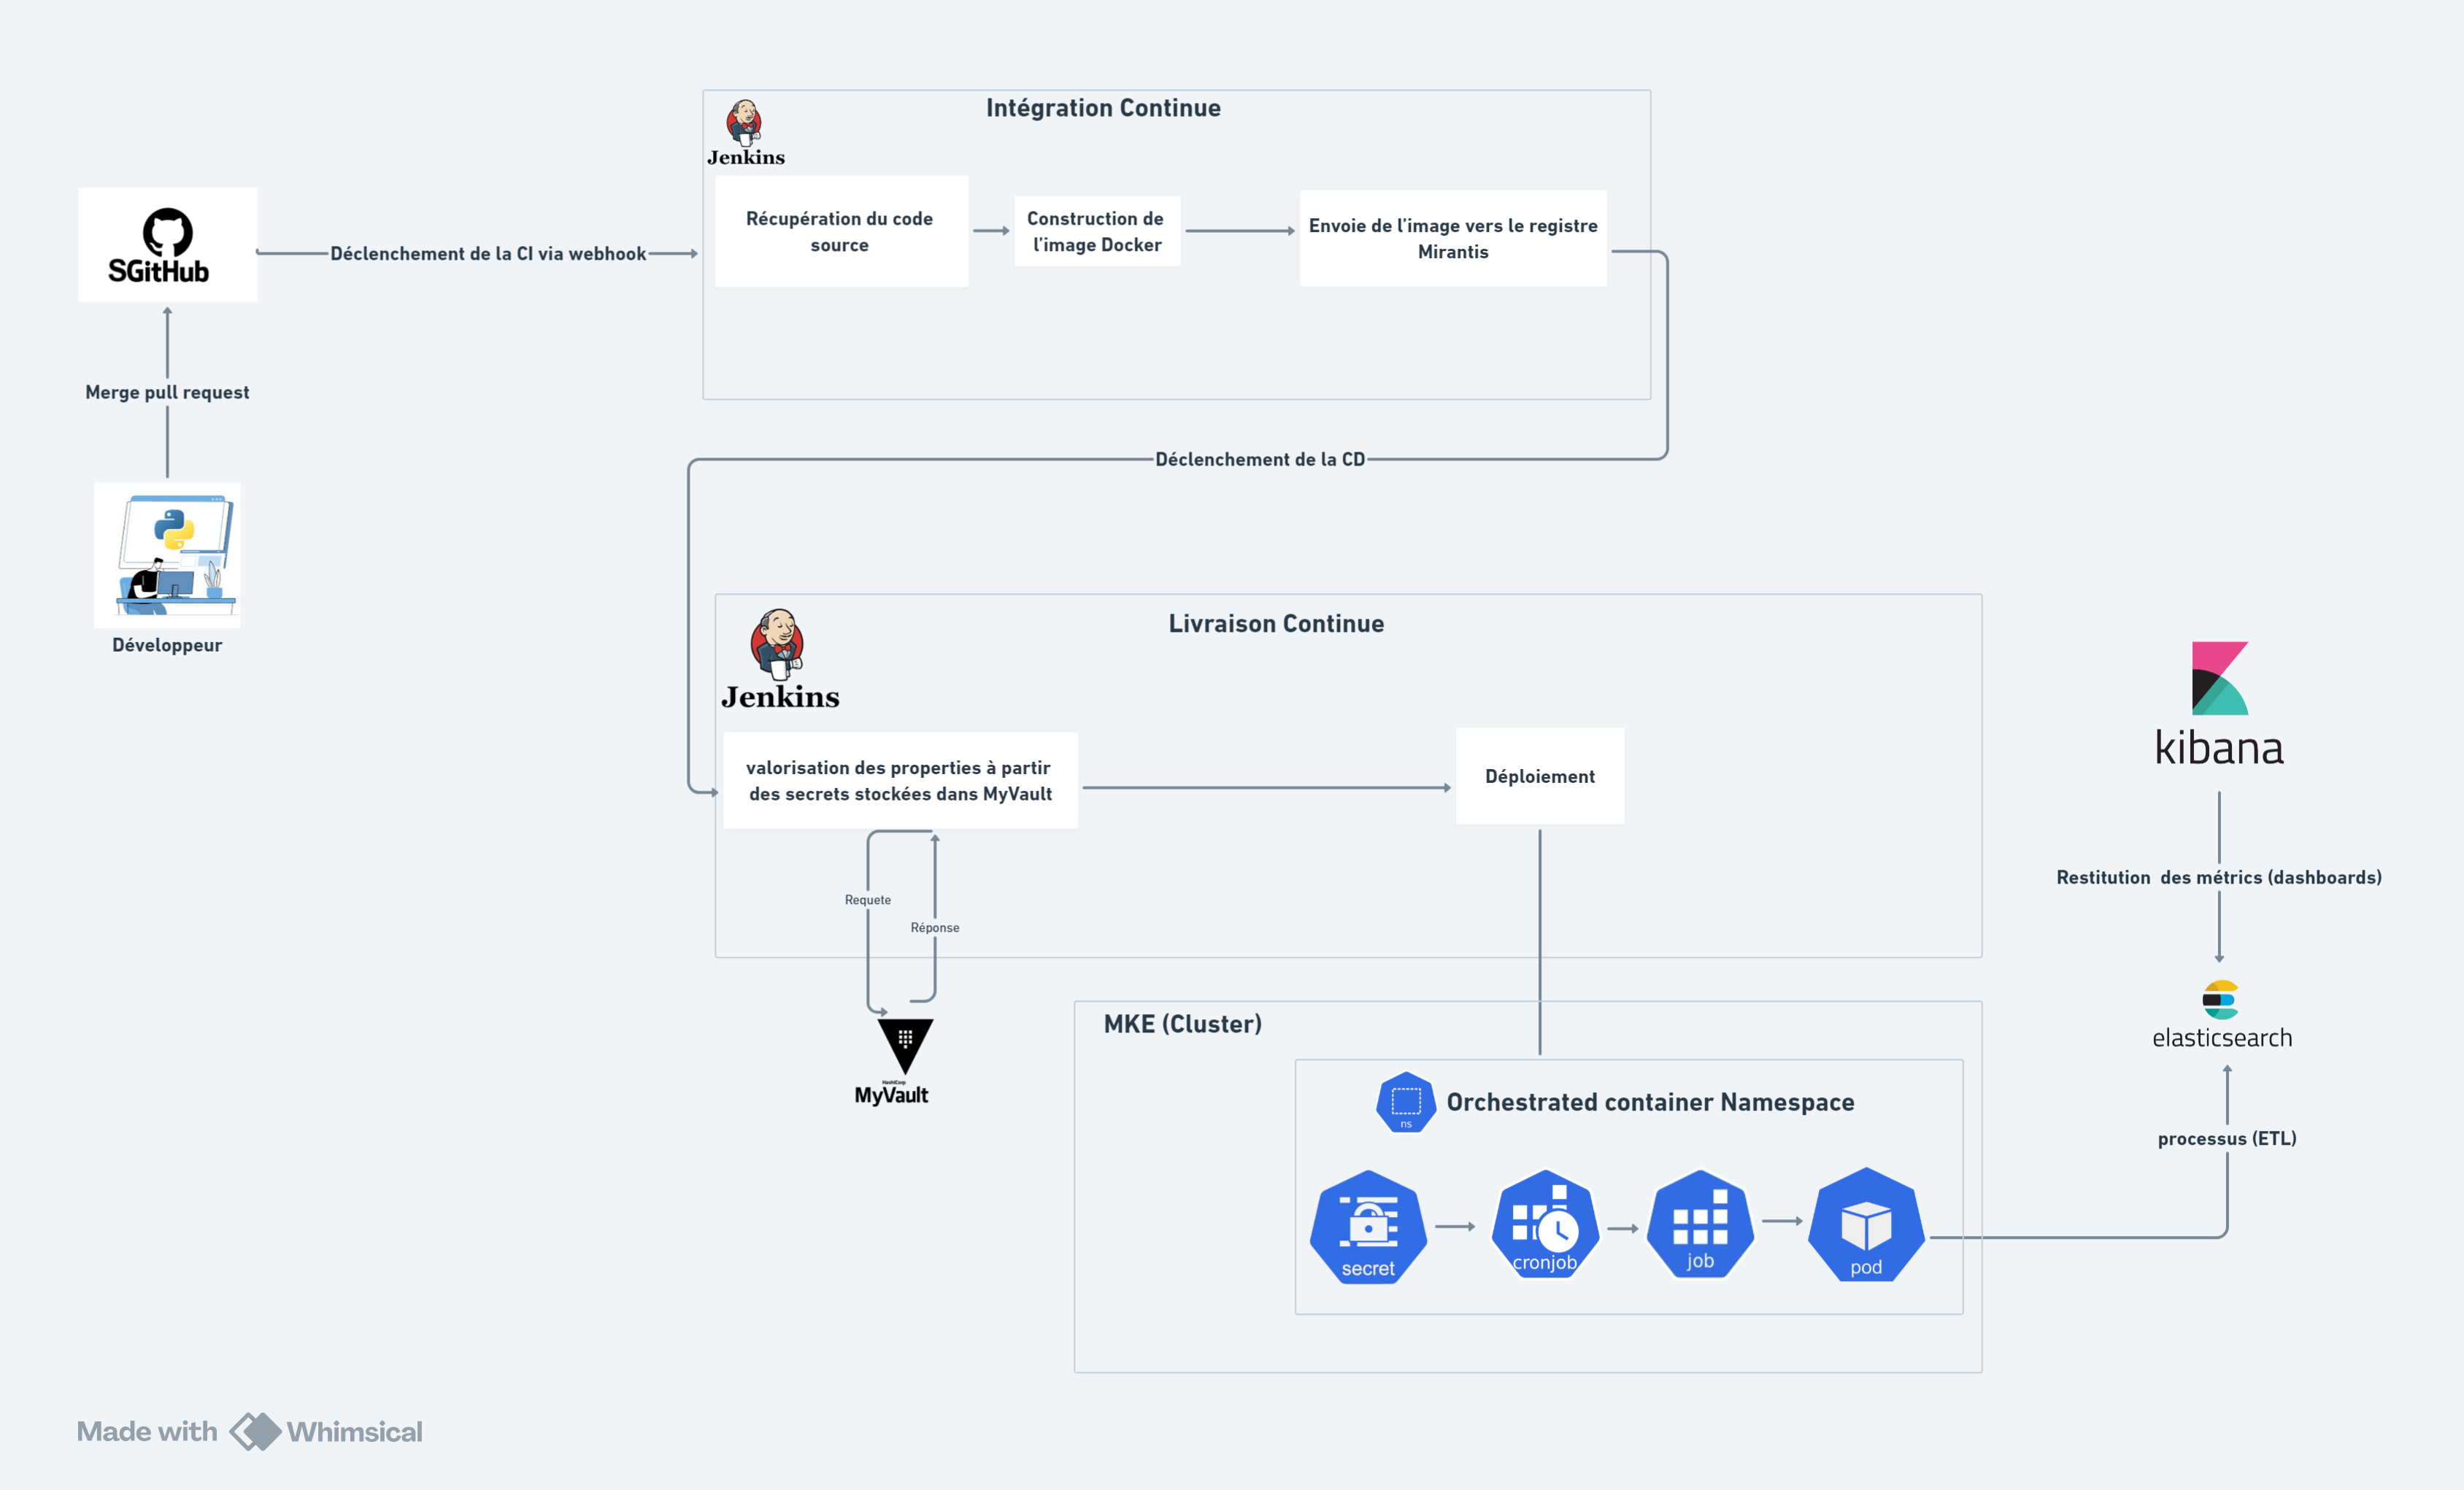 Intégration Continue
Jenkins
Récupération du code
source
Construction de
l’image Docker
Envoie de l’image vers le registre
Mirantis
SGitHub
Déclenchement de la CI via webhook
Merge pull request
Développeur
Déclenchement de la CD
Livraison Continue
Jenkins
valorisation des properties à partir
des secrets stockées dans MyVault
Déploiement
Requete
Réponse
HashiCorp
MyVault
MKE (Cluster)
ns
Orchestrated container Namespace
secret
cronjob
job
pod
kibana
Restitution  des métrics (dashboards)
elasticsearch
processus (ETL)
Made with Whimsical